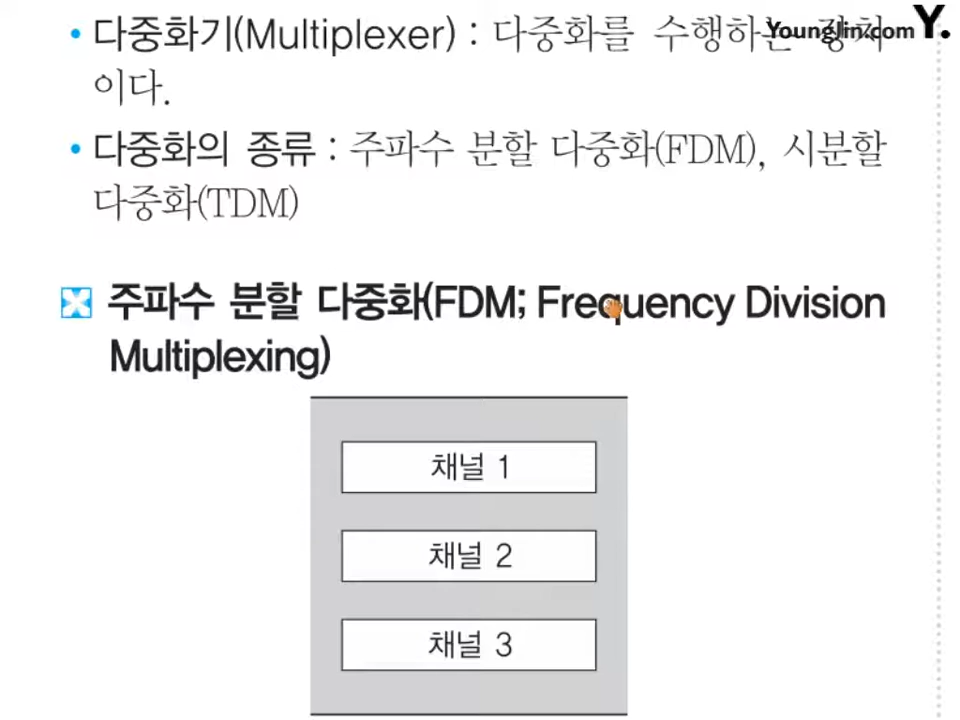 • 다중화기(Multiplexer) : 다중화를 수행하는 장치
이다.
YoungJin.com Y.
• 다중화의 종류 : 주파수 분할 다중화(FDM), 시분할
다중화(TDM)
주파수 분할 다중화(FDM; Frequency Division
Multiplexing)
채널 1
채널 2
채널 3